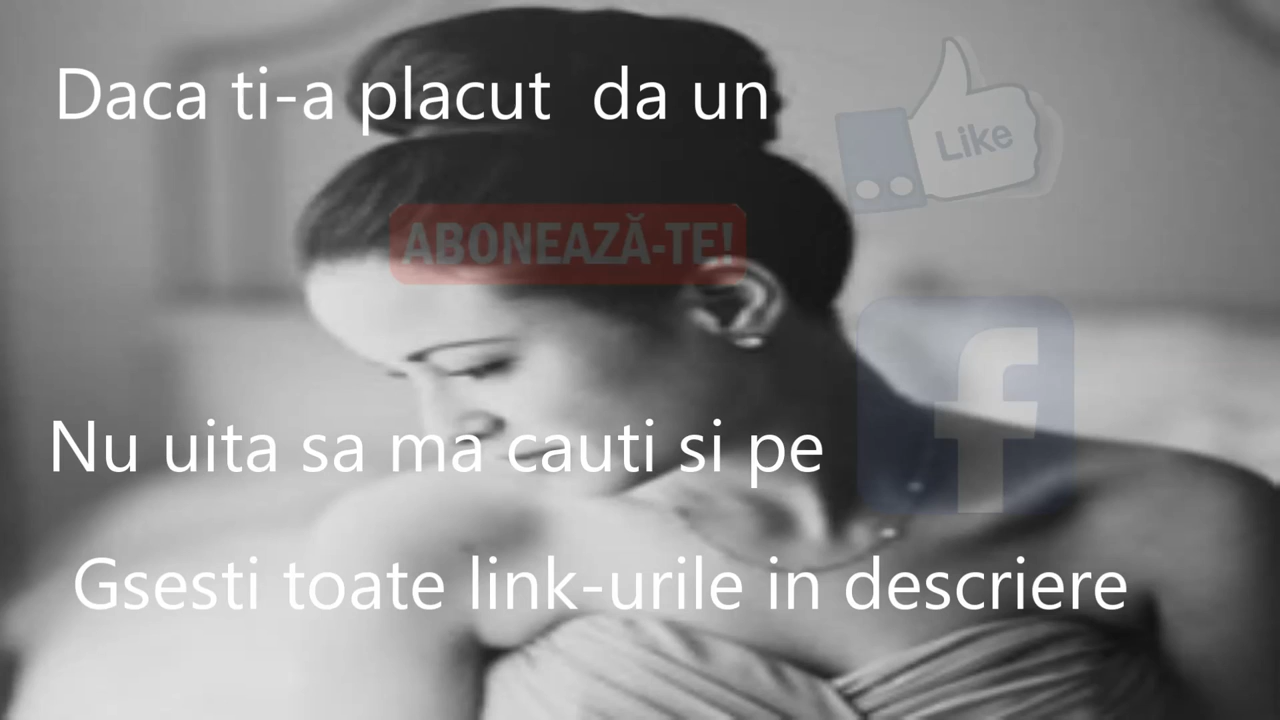 Daca ti-a placut da un
Like
ABONEAZĂ-TE!
Nu uita sa ma cauti si pe
f
Gsesti toate link-urile in descriere